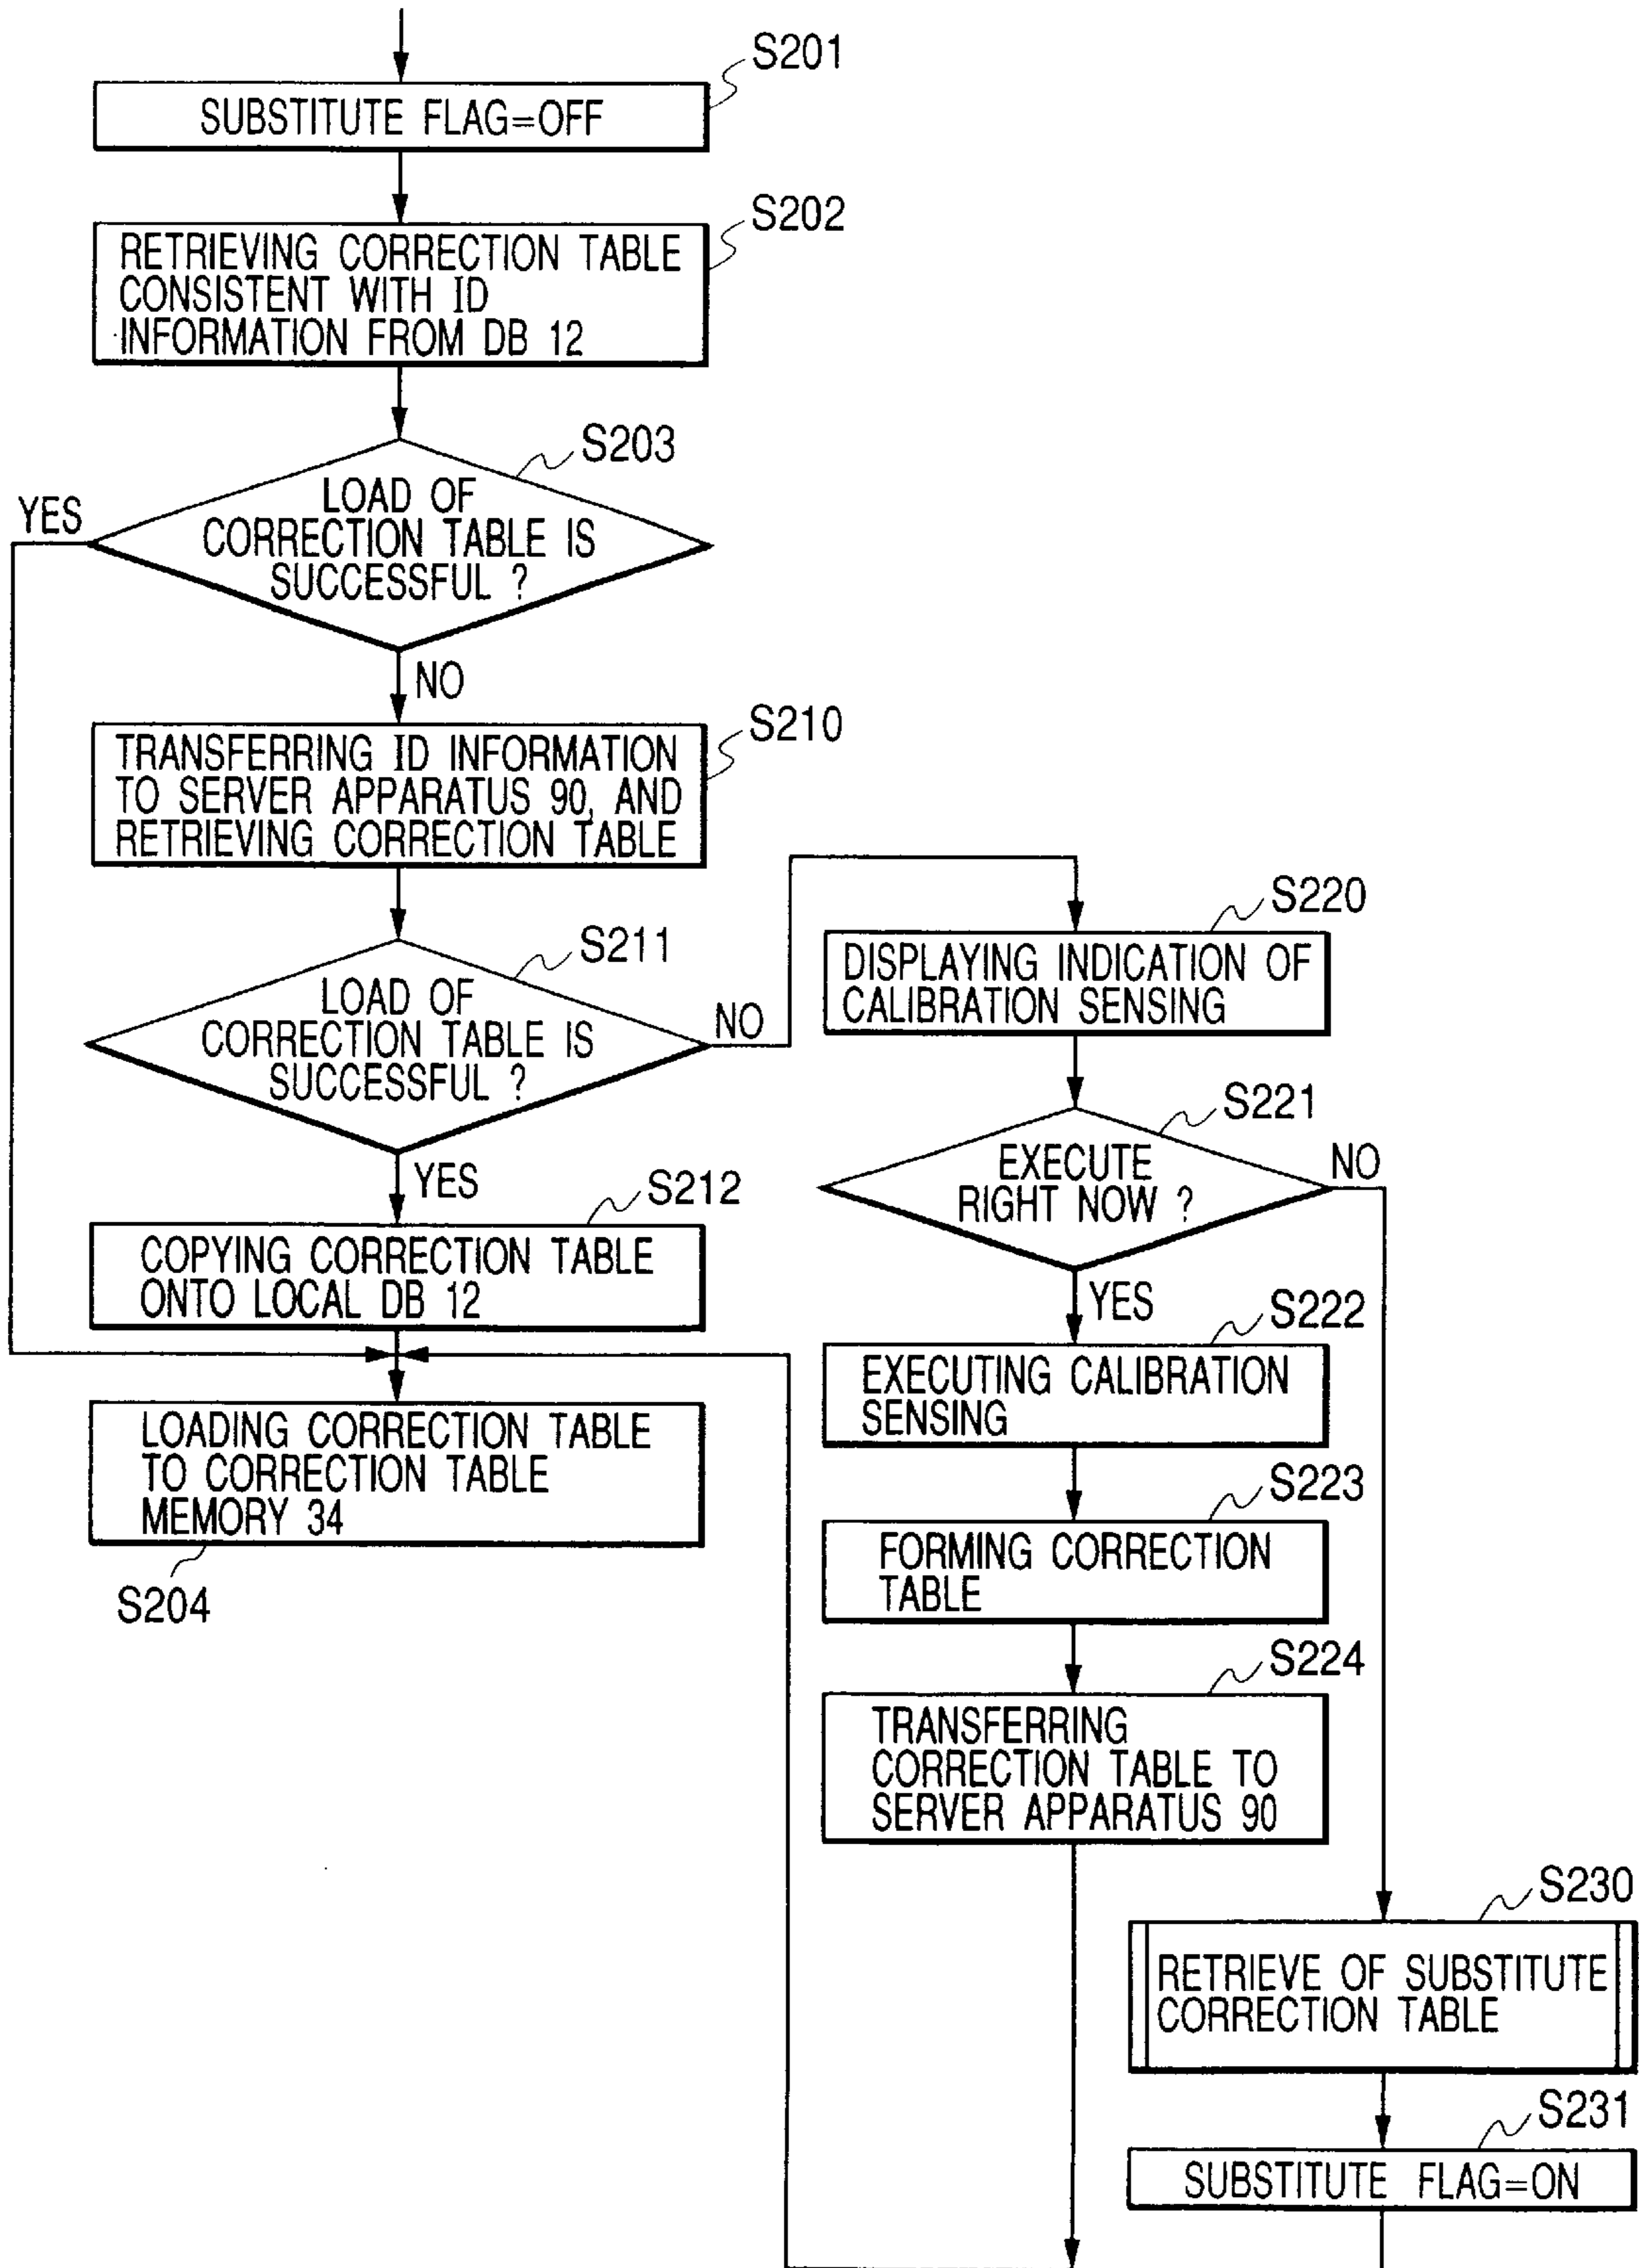 S201
SUBSTITUTE FLAG=OFF
S202
RETRIEVING CORRECTION TABLE
CONSISTENT WITH ID
INFORMATION FROM DB 12
S203
LOAD OF
CORRECTION TABLE IS
SUCCESSFUL ?
YES
NO
S210
TRANSFERRING ID INFORMATION
TO SERVER APPARATUS 90, AND
RETRIEVING CORRECTION TABLE
S211
LOAD OF
CORRECTION TABLE IS
SUCCESSFUL ?
NO
YES
S212
COPYING CORRECTION TABLE
ONTO LOCAL DB 12
LOADING CORRECTION TABLE
TO CORRECTION TABLE
MEMORY 34
S204
S220
DISPLAYING INDICATION OF
CALIBRATION SENSING
S221
EXECUTE
RIGHT NOW ?
NO
YES
S222
EXECUTING CALIBRATION
SENSING
S223
FORMING CORRECTION
TABLE
S224
TRANSFERRING
CORRECTION TABLE TO
SERVER APPARATUS 90
S230
RETRIEVE OF SUBSTITUTE
CORRECTION TABLE
S231
SUBSTITUTE FLAG=ON